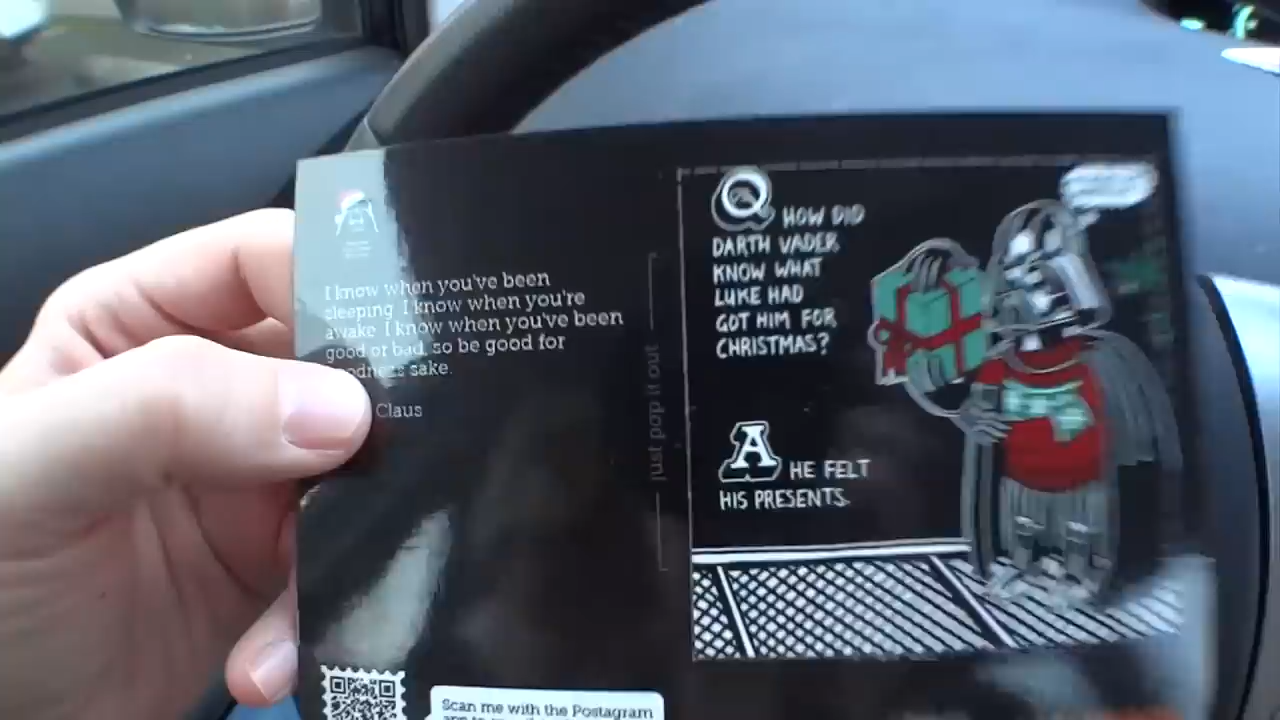 I know when you've been
sleeping. I know when you're
awake. I know when you've been
good or bad, so be good for
sake.
Claus
just pop it out
Q HOW DID
DARTH VADER
KNOW WHAT
LUKE HAD
GOT HIM FOR
CHRISTMAS?
A HE FELT
HIS PRESENTS.
Scan me with the Postagram